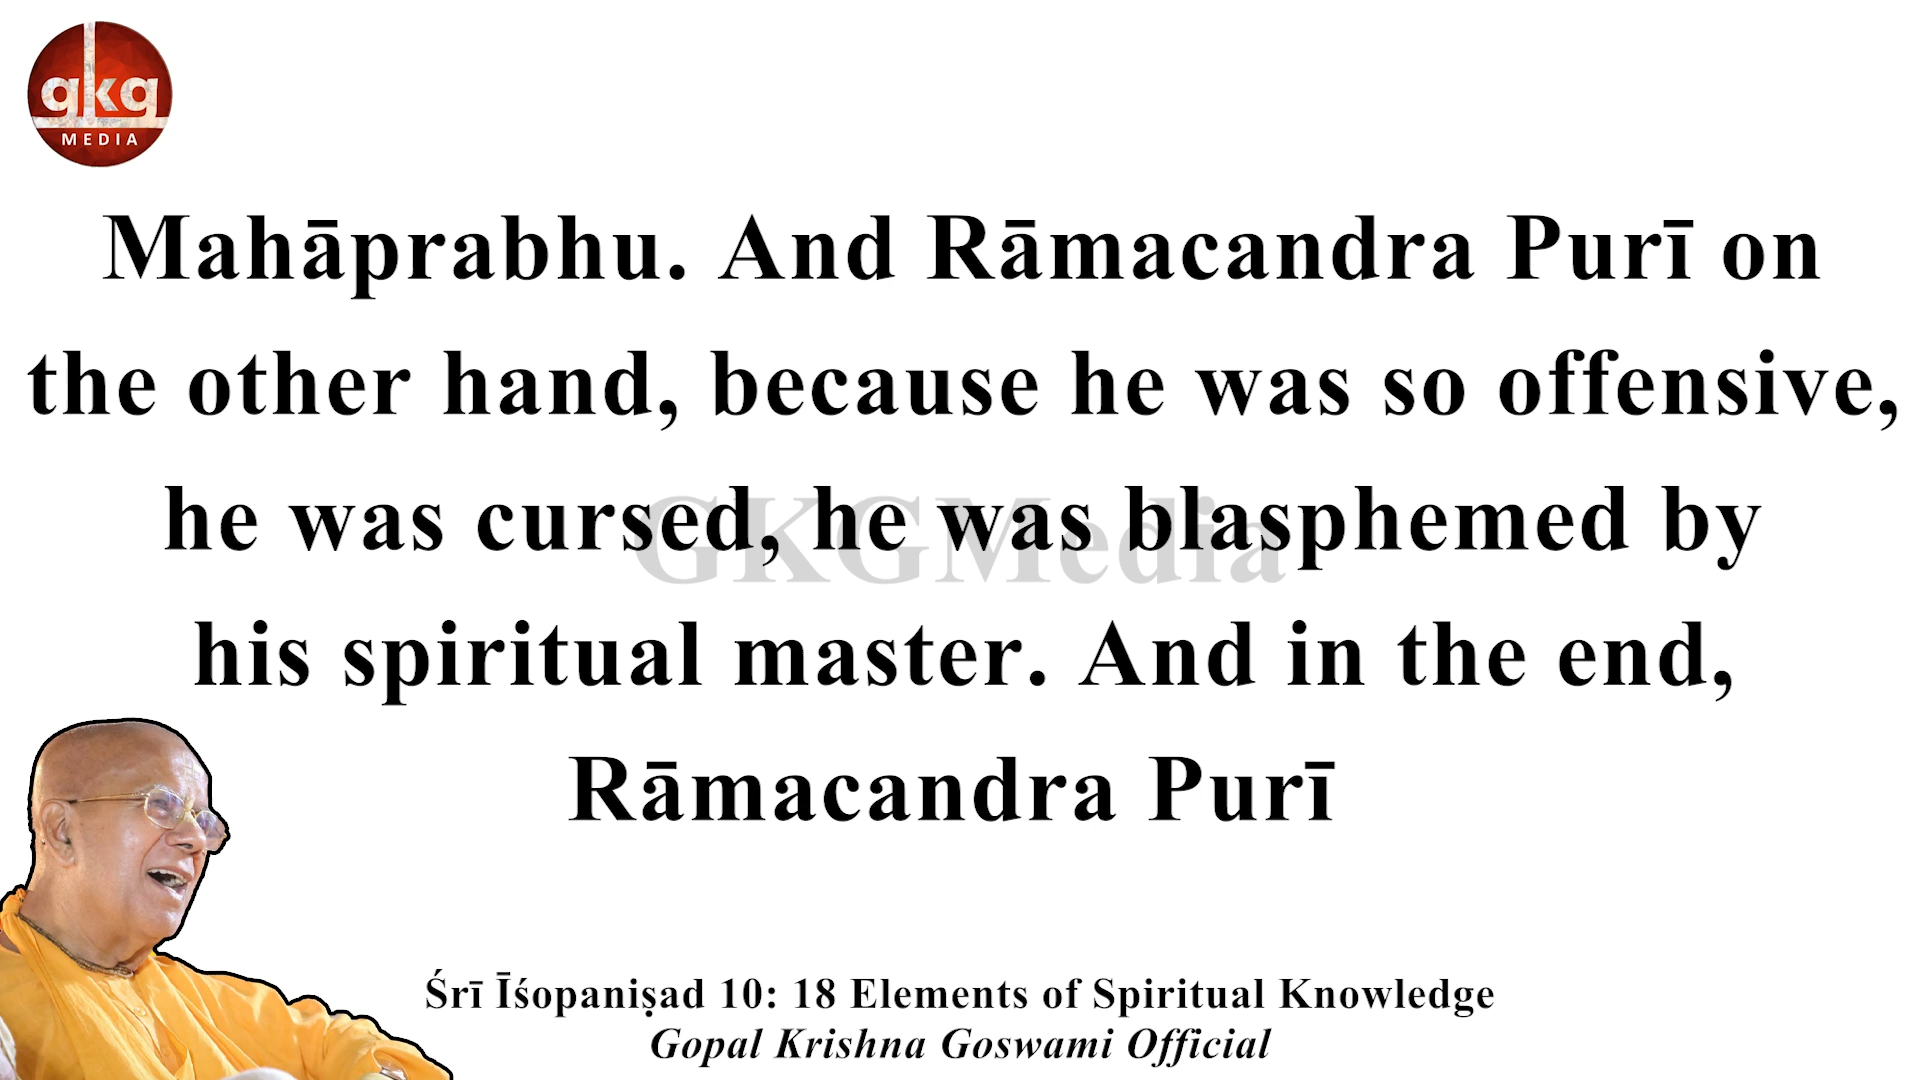 gkg
MEDIA
Mahāprabhu. And Rāmacandra Purī on
the other hand, because he was so offensive,
he was cursed, he was blasphemed by
GKGMedia
his spiritual master. And in the end,
Rāmacandra Purī
Śrī Īśopaniṣad 10: 18 Elements of Spiritual Knowledge
Gopal Krishna Goswami Official